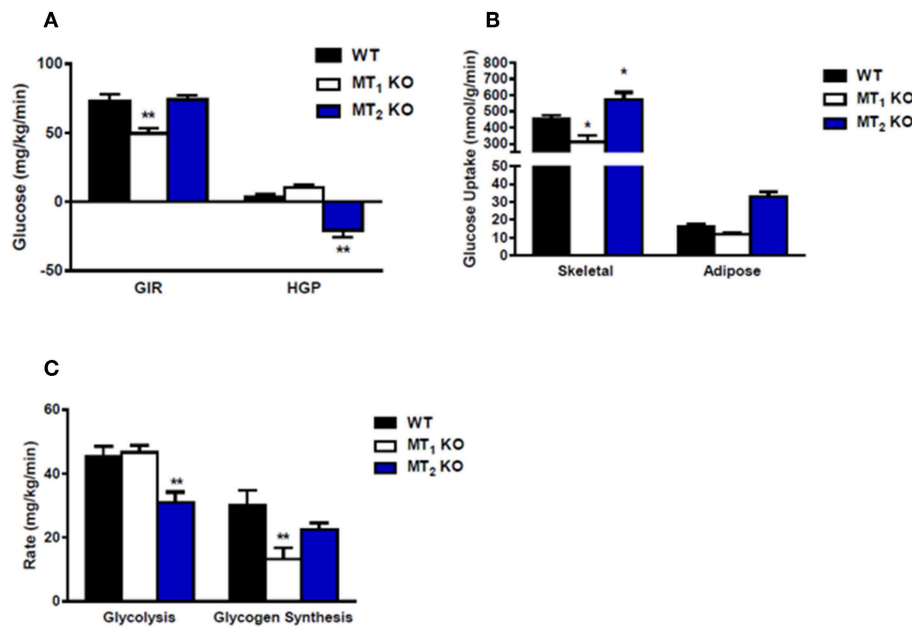 A
Glucose (mg/kg/min)
100
50
0
-50
**
**
GIR
HGP
WT
MT₁ KO
MT₂ KO
B
Glucose Uptake (nmol/g/min)
800
700
600
500
400
300
50
40
30
20
10
0
*
*
Skeletal
Adipose
WT
MT₁ KO
MT₂ KO
C
Rate (mg/kg/min)
60
40
20
0
**
**
Glycolysis
Glycogen Synthesis
WT
MT₁ KO
MT₂ KO